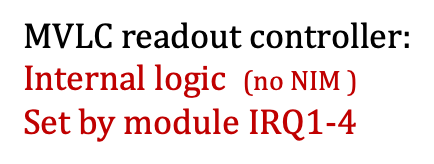 MVLC readout controller:
Internal logic (no NIM )
Set by module IRQ1-4